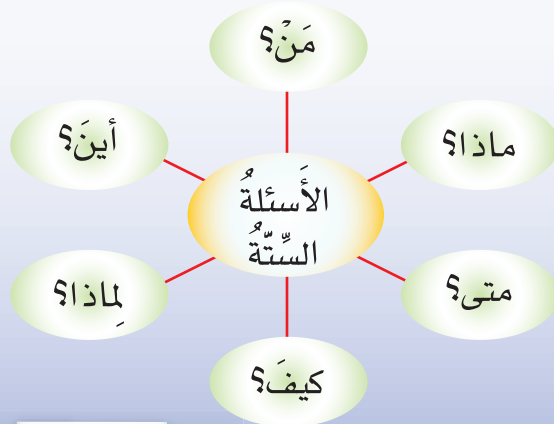 مَنْ؟
ماذا؟
أينَ؟
الأَسئلةُ
السِّتّةُ
متى؟
لِماذا؟
كيفَ؟